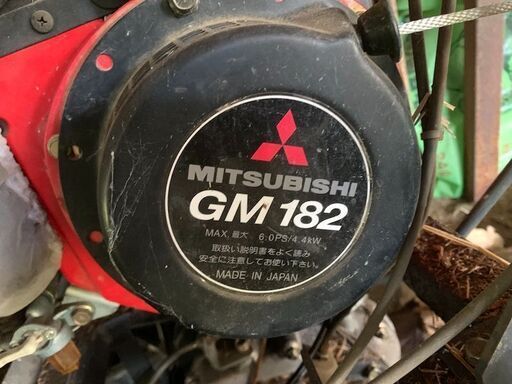 MITSUBISHI
GM 182
MAX. 最大 6.0PS/4.4kW
取扱い説明書をよく読み
安全に注意してお使い下さい。
MADE IN JAPAN